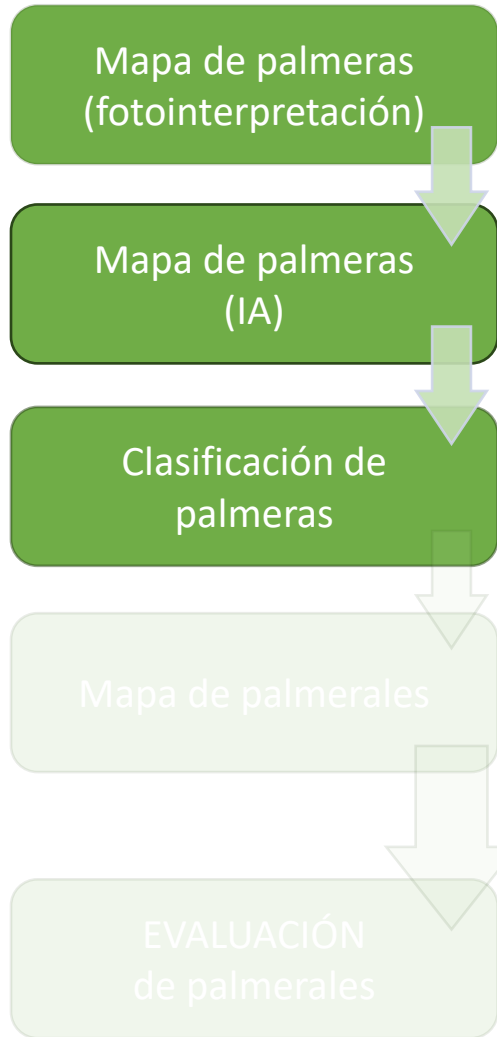 Mapa de palmeras
(fotointerpretación)
Mapa de palmeras
(IA)
Clasificación de
palmeras
Mapa de palmerales
EVALUACIÓN
de palmerales